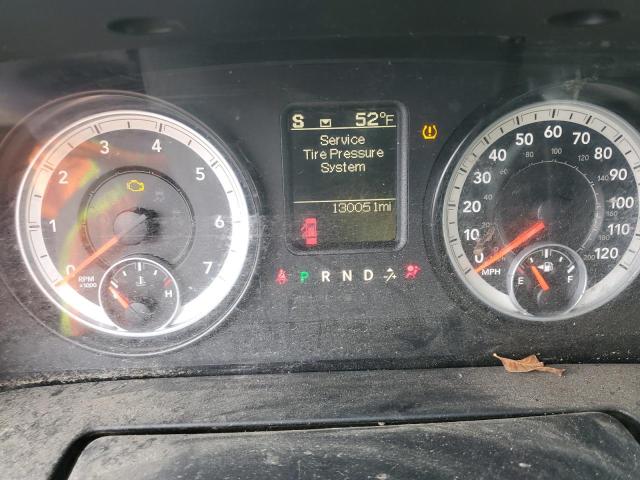 S 52°F
Service
Tire Pressure
System
130051mi
P R N D
0 1 2 3 4 5 6 7
RPM
x1000
H
0 10 20 30 40 50 60 70 80 90 100 110 120
MPH
E F